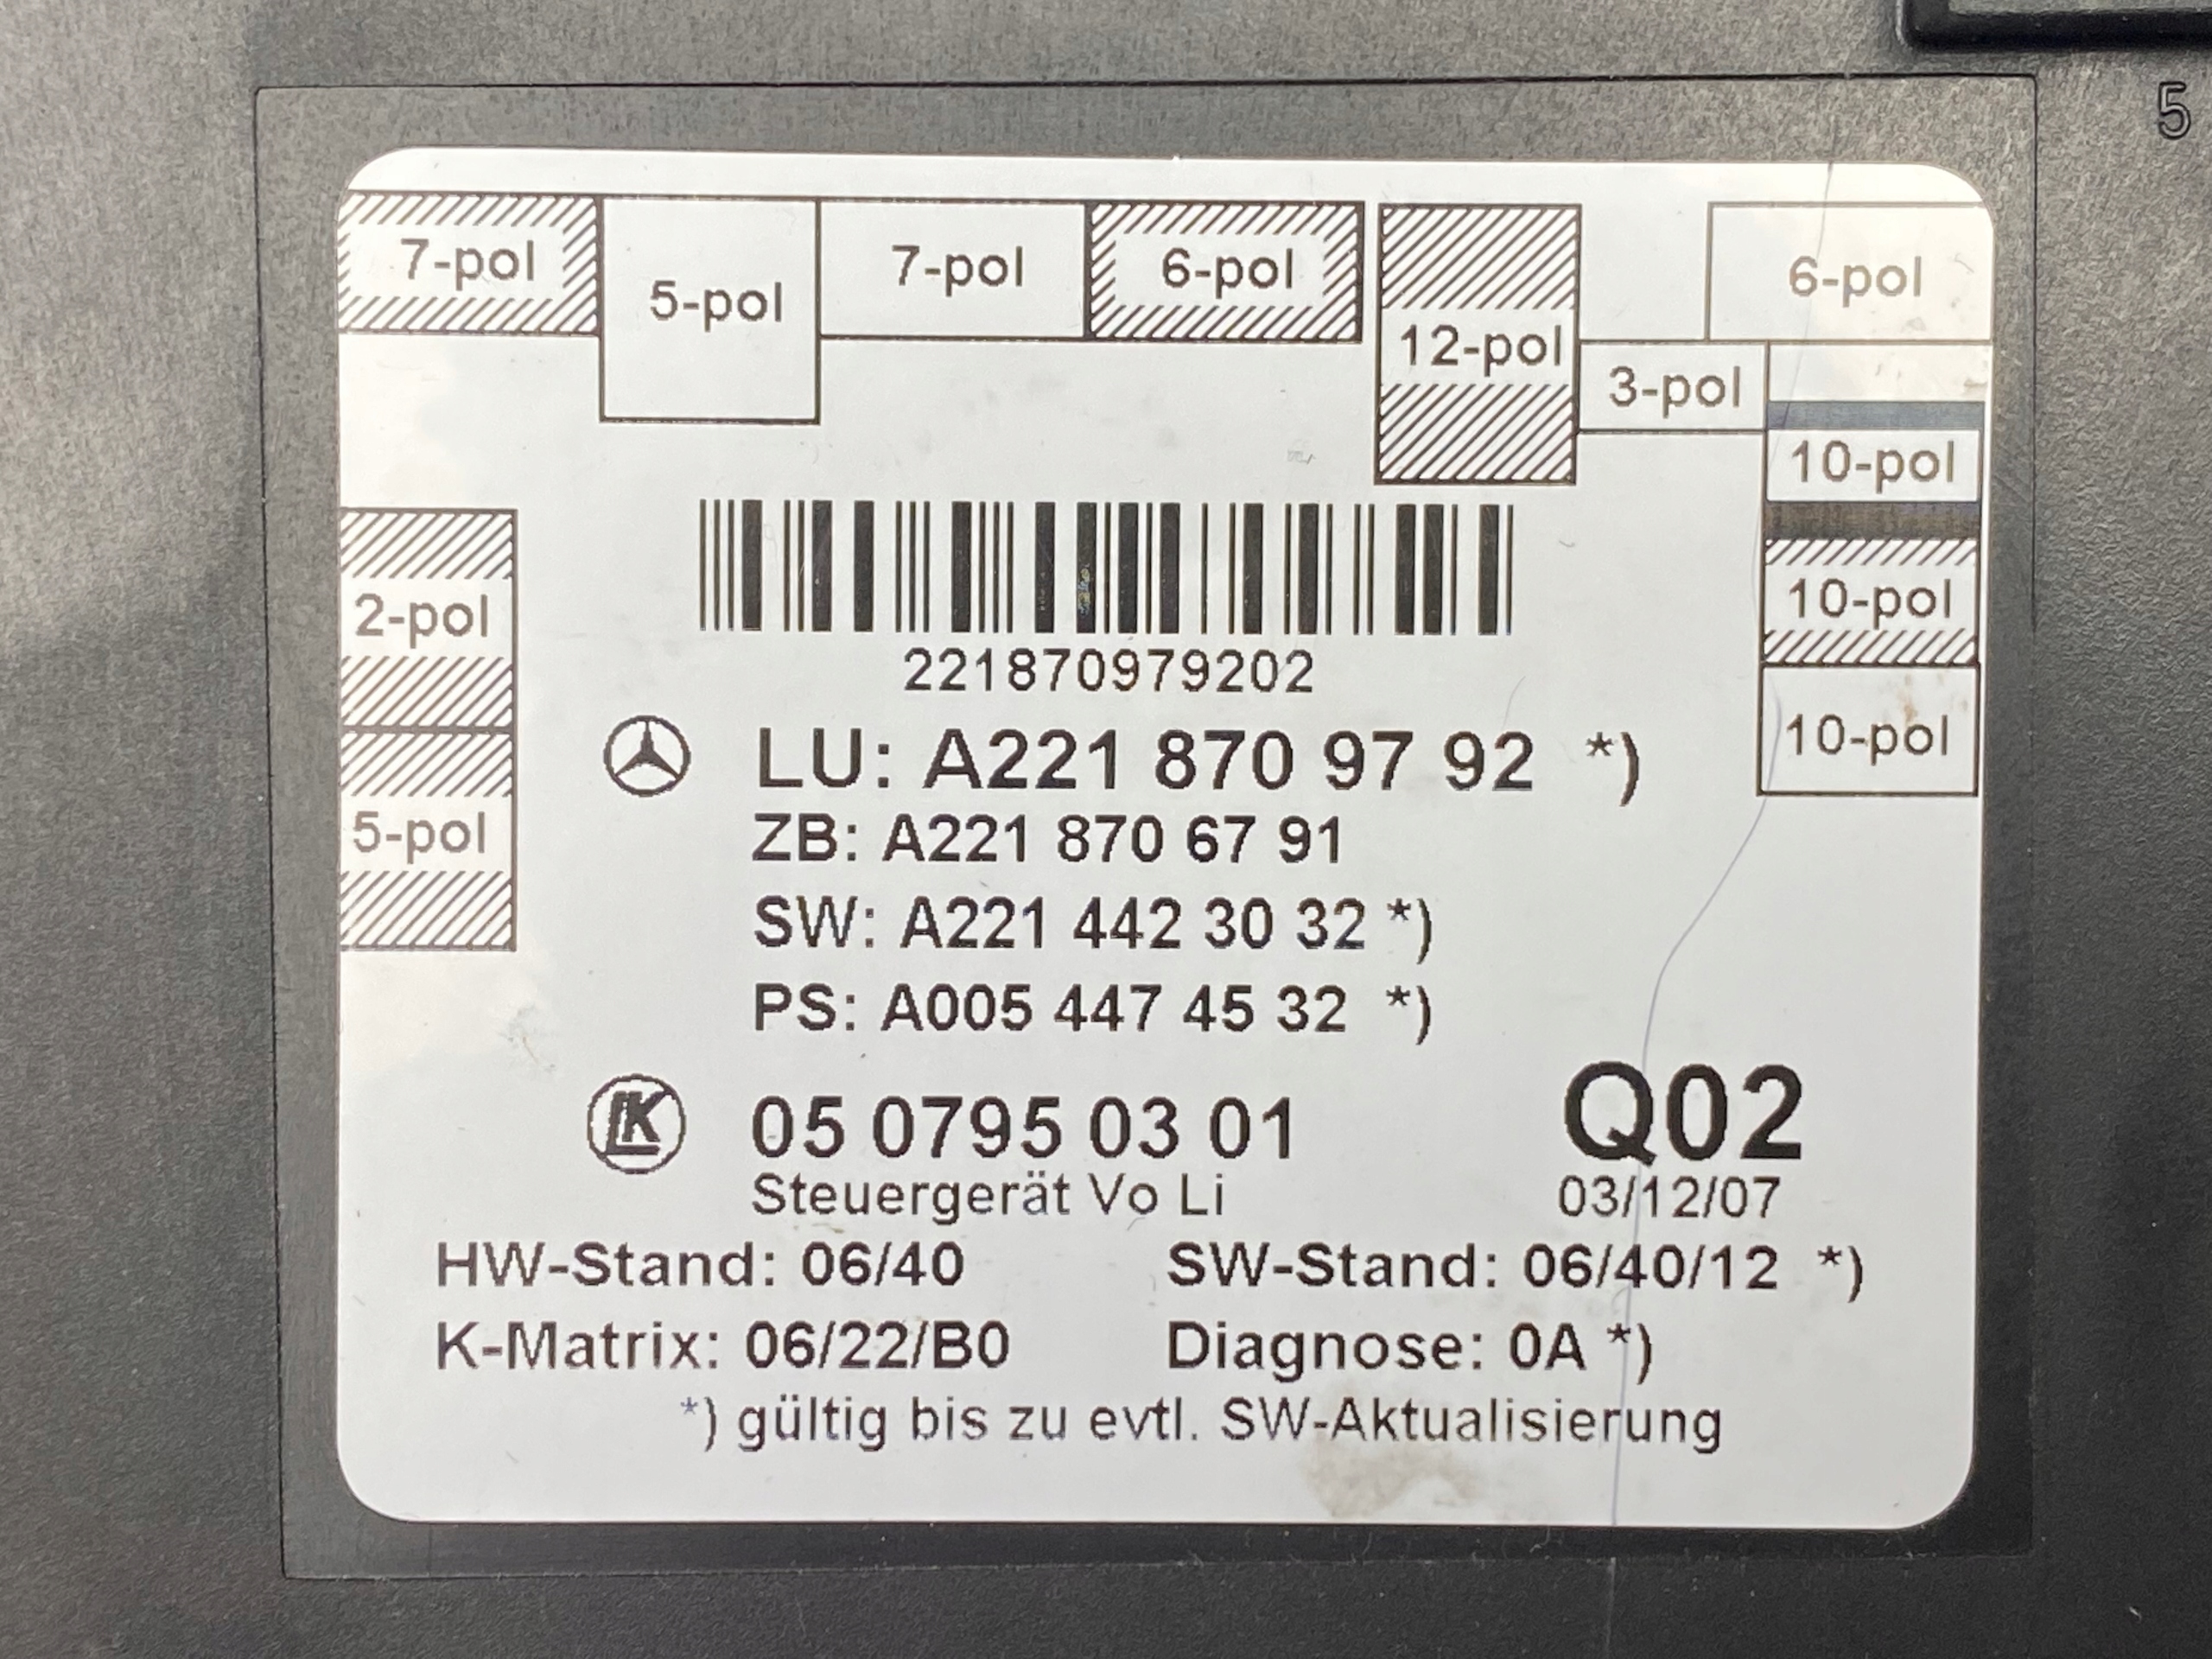 5
7-pol
5-pol
7-pol
6-pol
12-pol
3-pol
6-pol
10-pol
10-pol
10-pol
2-pol
5-pol
221870979202
LU: A221 870 97 92 *)
ZB: A221 870 67 91
SW: A221 442 30 32 *)
PS: A005 447 45 32 *)
LK 05 0795 03 01 Q02
Steuergerät Vo Li 03/12/07
HW-Stand: 06/40 SW-Stand: 06/40/12 *)
K-Matrix: 06/22/B0 Diagnose: 0A *)
*) gültig bis zu evtl. SW-Aktualisierung